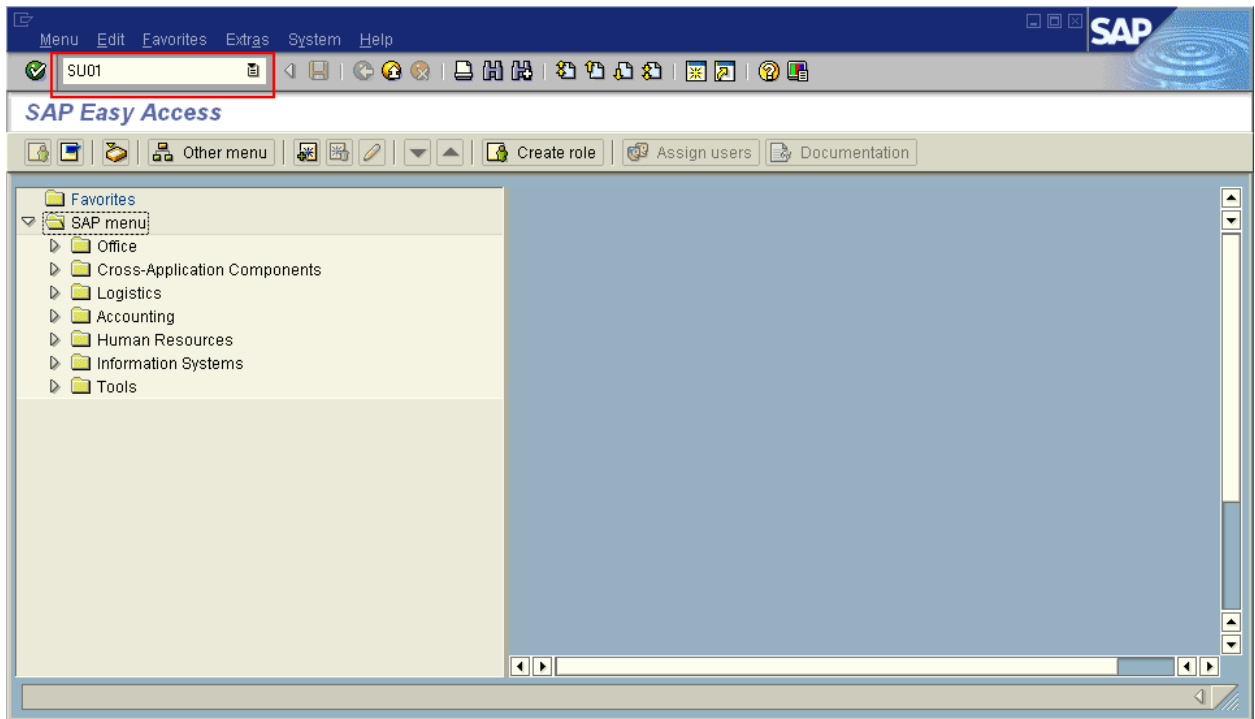 Menu Edit Favorites Extras System Help
SAP
SU01
SAP Easy Access
Other menu Create role Assign users Documentation
Favorites
SAP menu
Office
Cross-Application Components
Logistics
Accounting
Human Resources
Information Systems
Tools